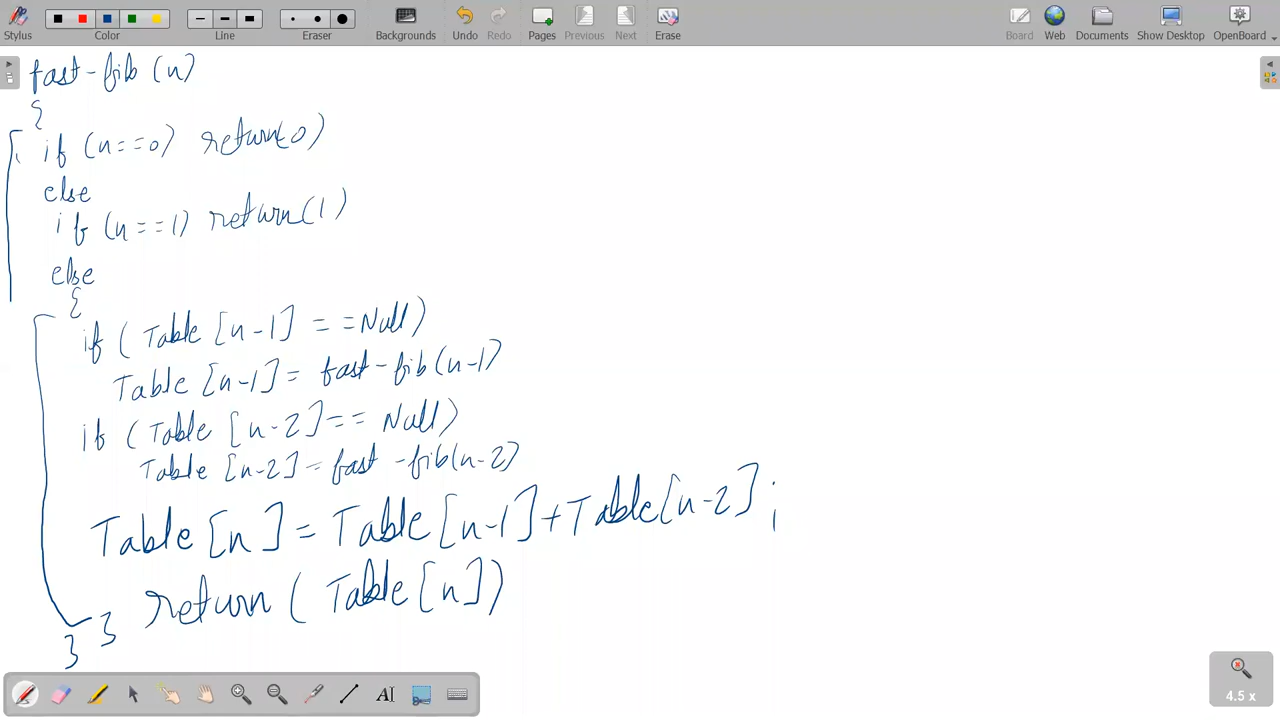 Stylus
Color
Line
Eraser
Backgrounds
Undo
Redo
Pages
Previous
Next
Erase
Board
Web
Documents
Show Desktop
OpenBoard
fast-fib (n)
{
if (n==0) return(0)
else
if (n==1) return(1)
else
{
if ( Table [n-1] == Null)
Table [n-1] = fast-fib(n-1)
if ( Table [n-2] == Null)
Table [n-2] = fast-fib(n-2)
Table [n] = Table [n-1] + Table [n-2] ;
return ( Table [n])
}
}
A
4.5 x